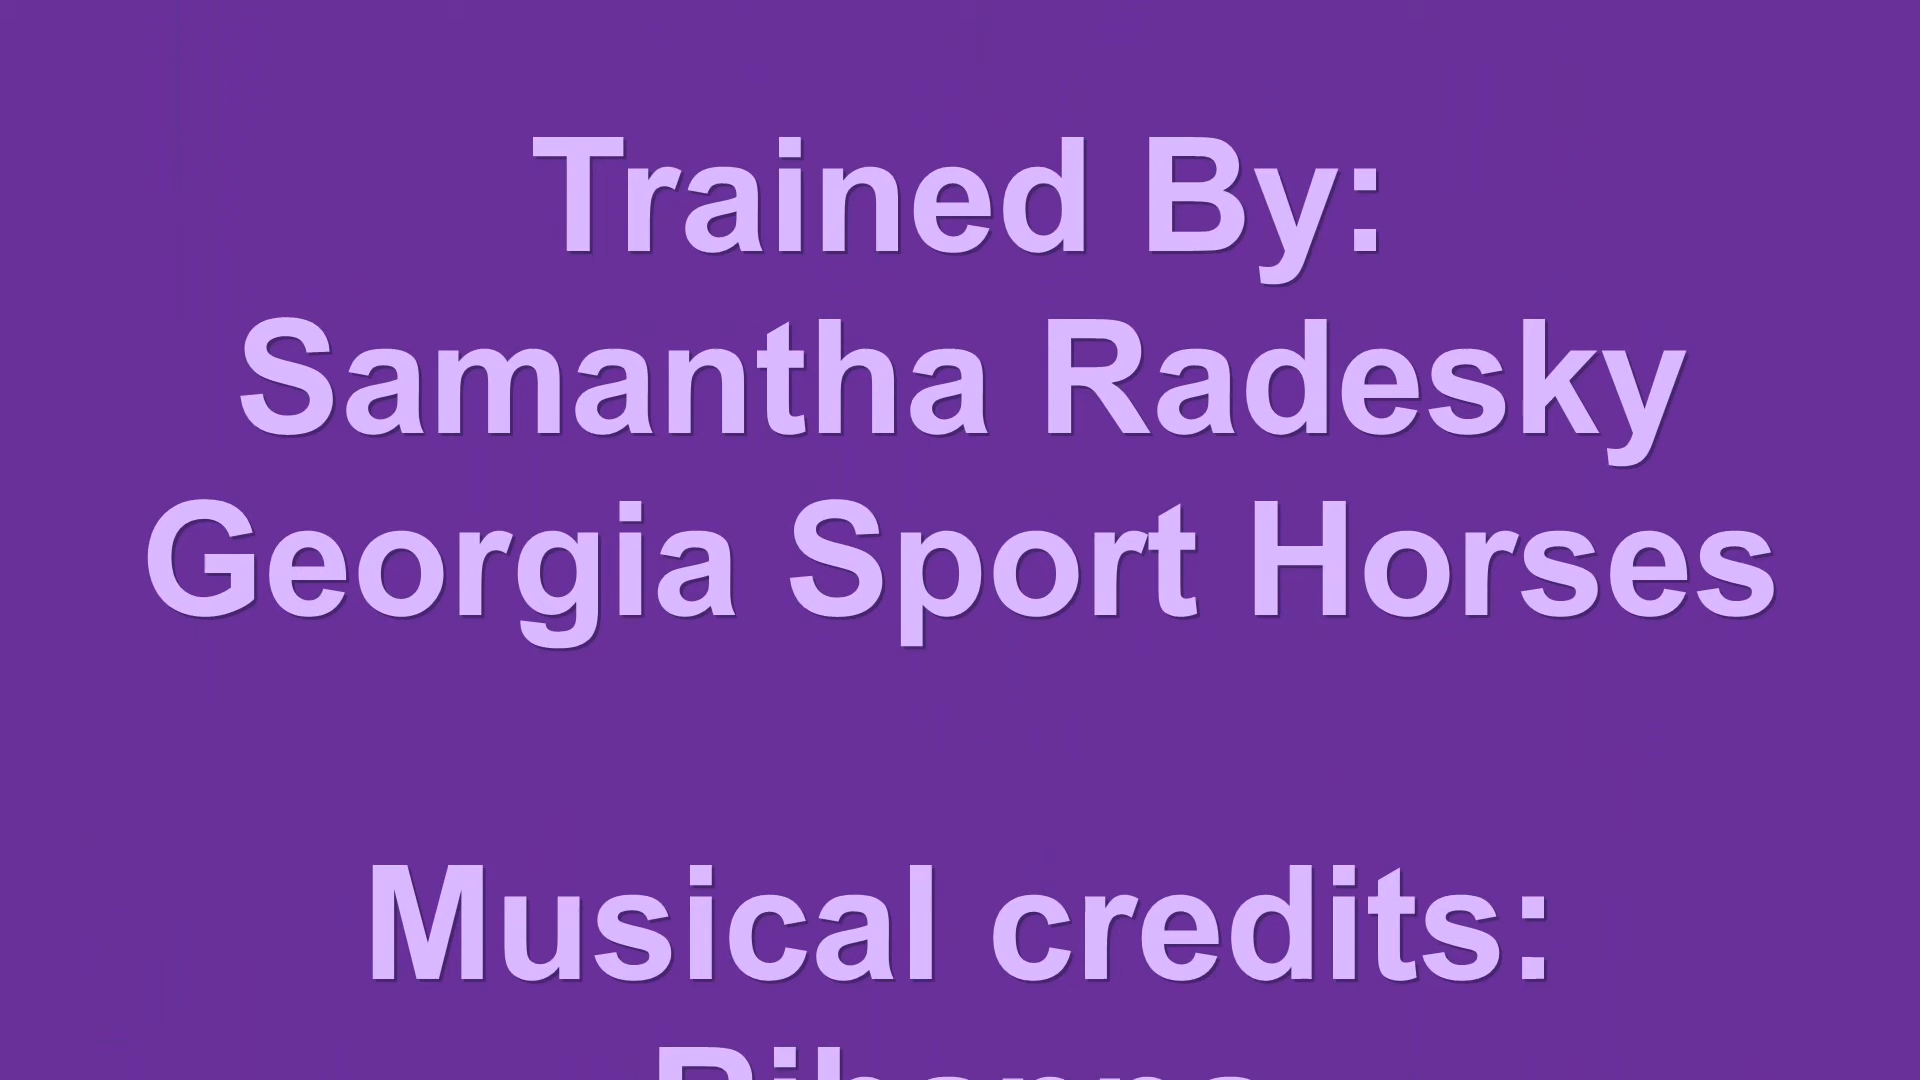 Trained By:
Samantha Radesky
Georgia Sport Horses
Musical credits: